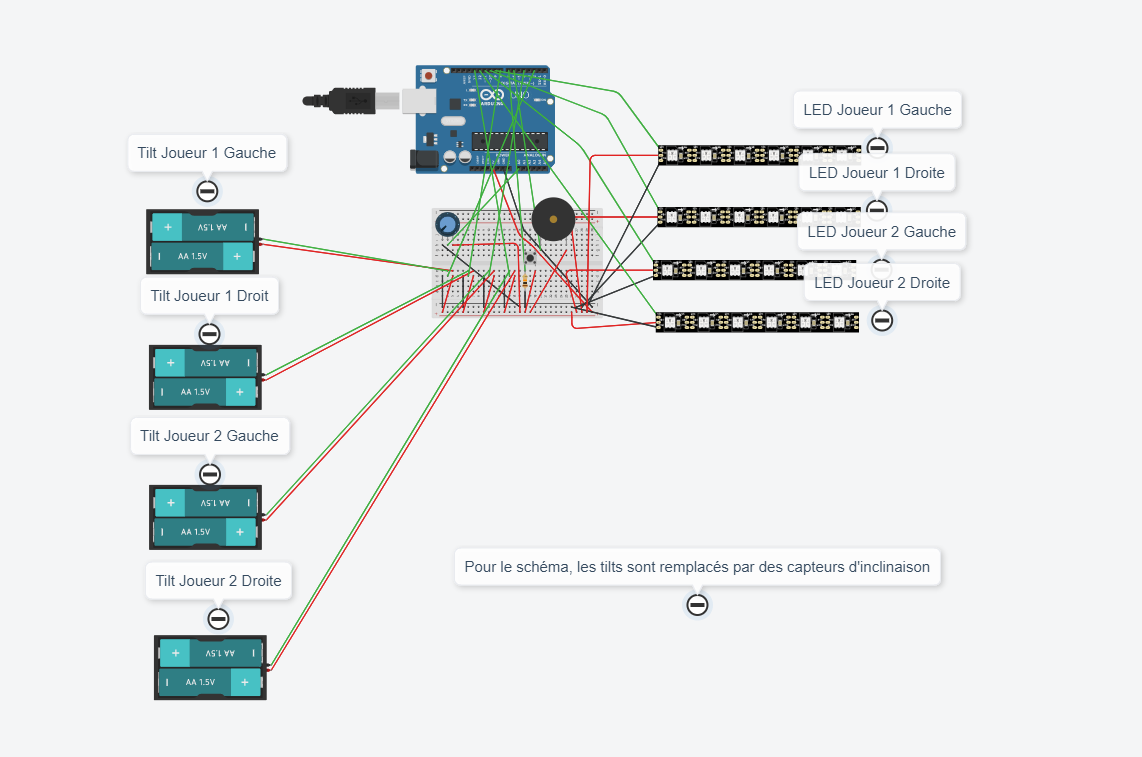 UNO
ARDUINO
POWER
ANALOG IN
LED Joueur 1 Gauche
Tilt Joueur 1 Gauche
LED Joueur 1 Droite
AA 1.5V
LED Joueur 2 Gauche
AA 1.5V
LED Joueur 2 Droite
Tilt Joueur 1 Droit
AA 1.5V
AA 1.5V
Tilt Joueur 2 Gauche
AA 1.5V
AA 1.5V
Tilt Joueur 2 Droite
Pour le schéma, les tilts sont remplacés par des capteurs d'inclinaison
AA 1.5V
AA 1.5V